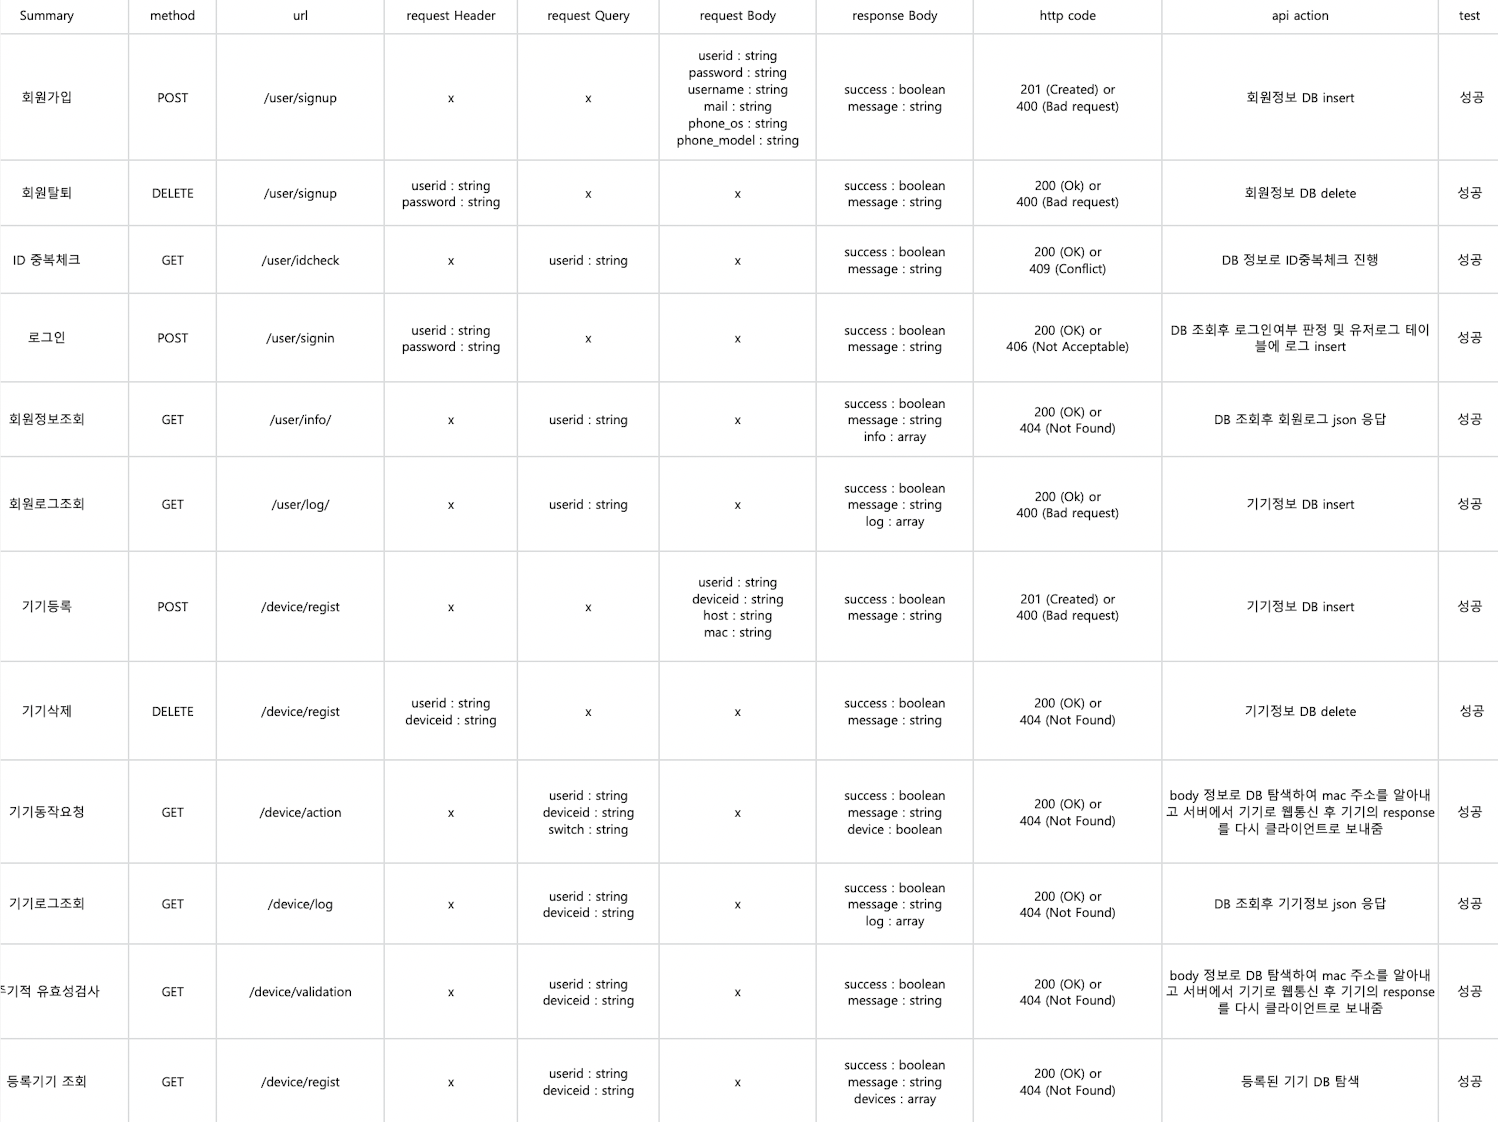 Summary method url request Header request Query request Body response Body http code api action test
회원가입 POST /user/signup x x
userid : string
password : string
username : string
mail : string
phone_os : string
phone_model : string
success : boolean
message : string
201 (Created) or
400 (Bad request)
회원정보 DB insert
성공
회원탈퇴 DELETE /user/signup
userid : string
password : string
x x
success : boolean
message : string
200 (Ok) or
400 (Bad request)
회원정보 DB delete
성공
ID 중복체크 GET /user/idcheck x userid : string x
success : boolean
message : string
200 (OK) or
409 (Conflict)
DB 정보로 ID중복체크 진행
성공
로그인 POST /user/signin
userid : string
password : string
x x
success : boolean
message : string
200 (OK) or
406 (Not Acceptable)
DB 조회후 로그인여부 판정 및 유저로그 테이
블에 로그 insert
성공
회원정보조회 GET /user/info/ x userid : string x
success : boolean
message : string
info : array
200 (OK) or
404 (Not Found)
DB 조회후 회원로그 json 응답
성공
회원로그조회 GET /user/log/ x userid : string x
success : boolean
message : string
log : array
200 (Ok) or
400 (Bad request)
기기정보 DB insert
성공
기기등록 POST /device/regist x x
userid : string
deviceid : string
host : string
mac : string
success : boolean
message : string
201 (Created) or
400 (Bad request)
기기정보 DB insert
성공
기기삭제 DELETE /device/regist
userid : string
deviceid : string
x x
success : boolean
message : string
200 (OK) or
404 (Not Found)
기기정보 DB delete
성공
기기동작요청 GET /device/action x
userid : string
deviceid : string
switch : string
x
success : boolean
message : string
device : boolean
200 (OK) or
404 (Not Found)
body 정보로 DB 탐색하여 mac 주소를 알아내
고 서버에서 기기로 웹통신 후 기기의 response
를 다시 클라이언트로 보내줌
성공
기기로그조회 GET /device/log x
userid : string
deviceid : string
x
success : boolean
message : string
log : array
200 (OK) or
404 (Not Found)
DB 조회후 기기정보 json 응답
성공
주기적 유효성검사 GET /device/validation x
userid : string
deviceid : string
x
success : boolean
message : string
200 (OK) or
404 (Not Found)
body 정보로 DB 탐색하여 mac 주소를 알아내
고 서버에서 기기로 웹통신 후 기기의 response
를 다시 클라이언트로 보내줌
성공
등록기기 조회 GET /device/regist x
userid : string
deviceid : string
x
success : boolean
message : string
devices : array
200 (OK) or
404 (Not Found)
등록된 기기 DB 탐색
성공